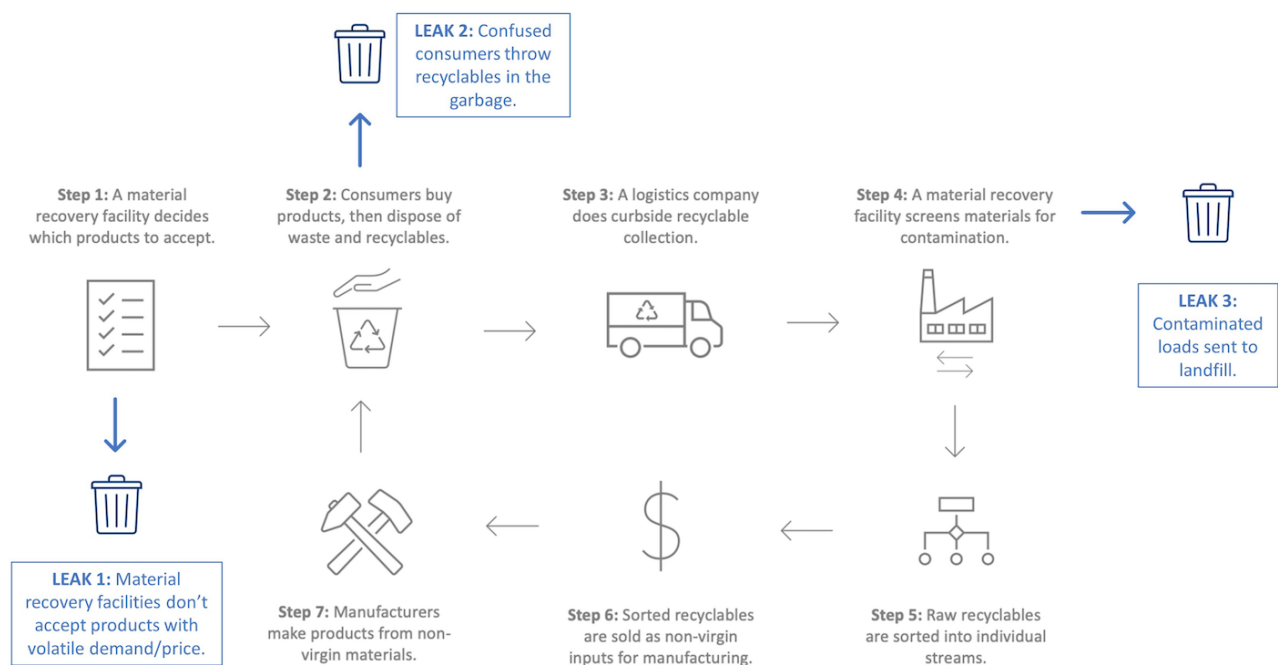 LEAK 2: Confused
consumers throw
recyclables in the
garbage.
Step 1: A material
recovery facility decides
which products to accept.
Step 2: Consumers buy
products, then dispose of
waste and recyclables.
Step 3: A logistics company
does curbside recyclable
collection.
Step 4: A material recovery
facility screens materials for
contamination.
LEAK 3:
Contaminated
loads sent to
landfill.
LEAK 1: Material
recovery facilities don’t
accept products with
volatile demand/price.
Step 7: Manufacturers
make products from non-
virgin materials.
Step 6: Sorted recyclables
are sold as non-virgin
inputs for manufacturing.
Step 5: Raw recyclables
are sorted into individual
streams.